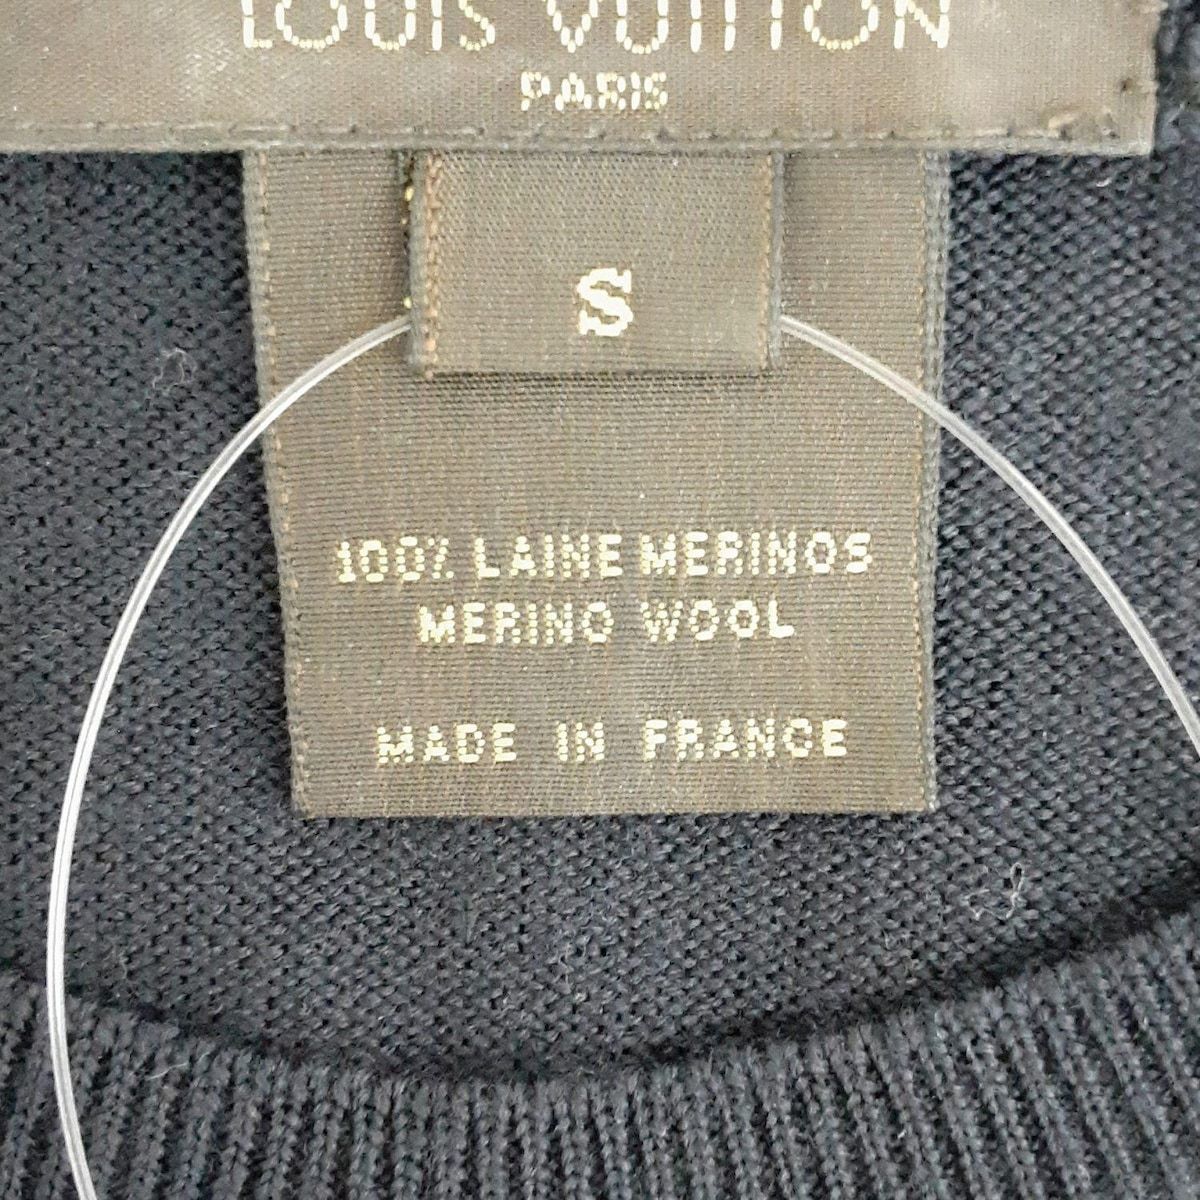 LOUIS VUITTON
PARIS
S
100% LAINE MERINOS
MERINO WOOL
MADE IN FRANCE